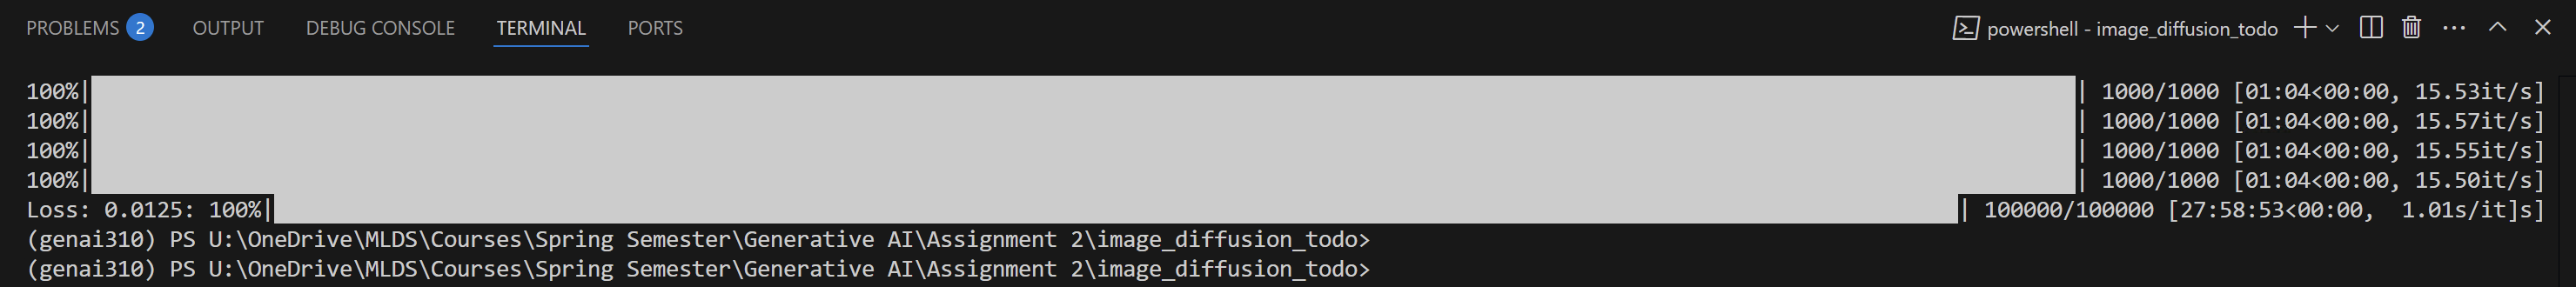 PROBLEMS 2 OUTPUT DEBUG CONSOLE TERMINAL PORTS powershell - image_diffusion_todo
100%| | 1000/1000 [01:04<00:00, 15.53it/s]
100%| | 1000/1000 [01:04<00:00, 15.57it/s]
100%| | 1000/1000 [01:04<00:00, 15.55it/s]
100%| | 1000/1000 [01:04<00:00, 15.50it/s]
Loss: 0.0125: 100%| | 100000/100000 [27:58:53<00:00,  1.01s/it]s]
(genai310) PS U:\OneDrive\MLDS\Courses\Spring Semester\Generative AI\Assignment 2\image_diffusion_todo>
(genai310) PS U:\OneDrive\MLDS\Courses\Spring Semester\Generative AI\Assignment 2\image_diffusion_todo>